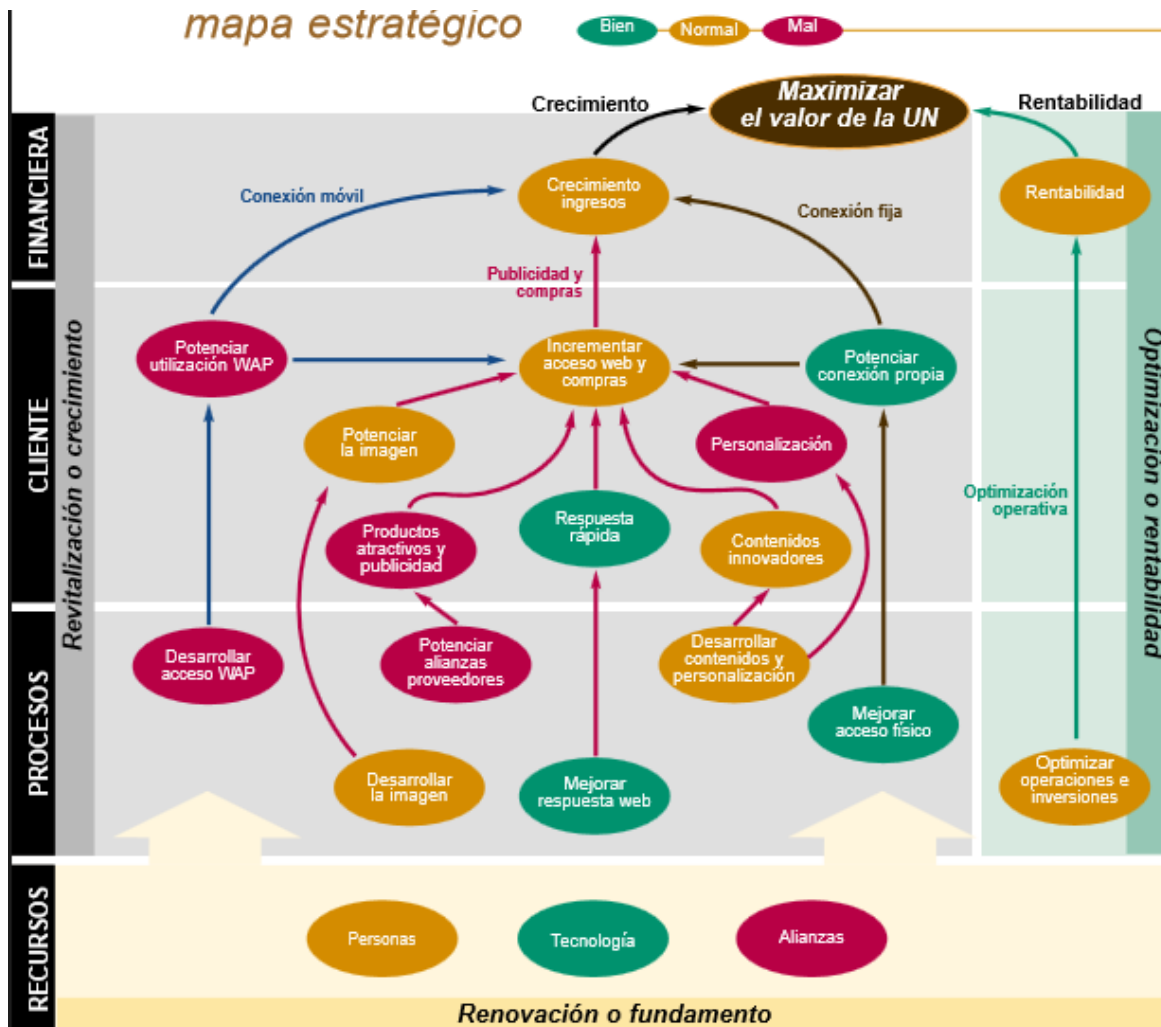 mapa estratégico
Bien
Normal
Mal
Crecimiento
Maximizar
el valor de la UN
Rentabilidad
FINANCIERA
Crecimiento
ingresos
Rentabilidad
Conexión móvil
Conexión fija
Publicidad y
compras
Revitalización o crecimiento
Optimización o rentabilidad
CLIENTE
Potenciar
utilización WAP
Incrementar
acceso web y
compras
Potenciar
conexión propia
Potenciar
la imagen
Personalización
Productos
atractivos y
publicidad
Respuesta
rápida
Contenidos
innovadores
Optimización
operativa
PROCESOS
Desarrollar
acceso WAP
Potenciar
alianzas
proveedores
Desarrollar
contenidos y
personalización
Mejorar
acceso físico
Desarrollar
la imagen
Mejorar
respuesta web
Optimizar
operaciones e
inversiones
RECURSOS
Personas
Tecnología
Alianzas
Renovación o fundamento